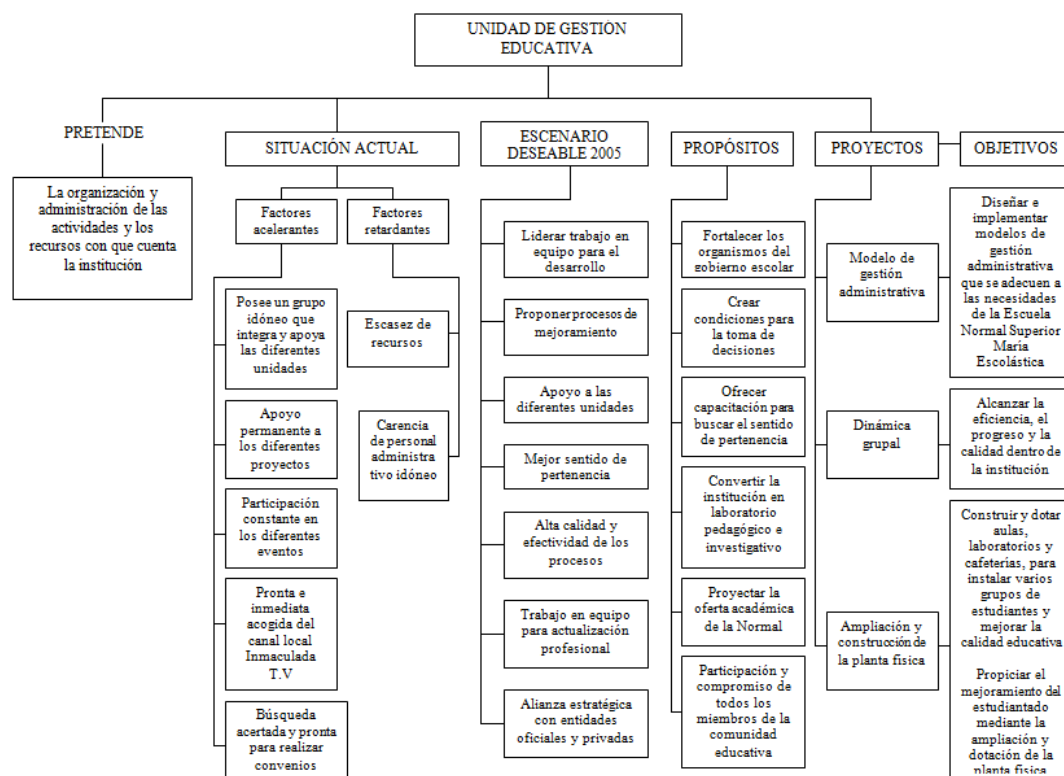 UNIDAD DE GESTIÓN
EDUCATIVA
PRETENDE
La organización y
administración de las
actividades y los
recursos con que cuenta
la institución
SITUACIÓN ACTUAL
Factores
acelerantes
Posee un grupo
idóneo que
integra y apoya
las diferentes
unidades
Apoyo
permanente a
los diferentes
proyectos
Participación
constante en
los diferentes
eventos
Pronta e
inmediata
acogida del
canal local
Inmaculada
T.V
Búsqueda
acertada y pronta
para realizar
convenios
Factores
retardantes
Escasez de
recursos
Carencia
de personal
administra
tivo idóneo
ESCENARIO
DESEABLE 2005
Liderar trabajo en
equipo para el
desarrollo
Proponer procesos de
mejoramiento
Apoyo a las
diferentes unidades
Mejor sentido de
pertenencia
Alta calidad y
efectividad de los
procesos
Trabajo en equipo
para actualización
profesional
Alianza estratégica
con entidades
oficiales y privadas
PROPÓSITOS
Fortalecer los
organismos del
gobierno escolar
Crear
condiciones para
la toma de
decisiones
Ofrecer
capacitación para
buscar el sentido
de pertenencia
Convertir la
institución en
laboratorio
pedagógico e
investigativo
Proyectar la
oferta académica
de la Normal
Participación y
compromiso de
todos los
miembros de la
comunidad
educativa
PROYECTOS
Modelo de
gestión
administrativa
Dinámica
grupal
Ampliación y
construcción de
la planta física
OBJETIVOS
Diseñar e
implementar
modelos de
gestión
administrativa
que se adecuen a
las necesidades
de la Escuela
Normal Superior
María
Escolástica
Alcanzar la
eficiencia, el
progreso y la
calidad dentro de
la institución
Construir y dotar
aulas,
laboratorios y
cafeterías, para
instalar varios
grupos de
estudiantes y
mejorar la
calidad educativa
Propiciar el
mejoramiento del
estudiantado
mediante la
ampliación y
dotación de la
planta física